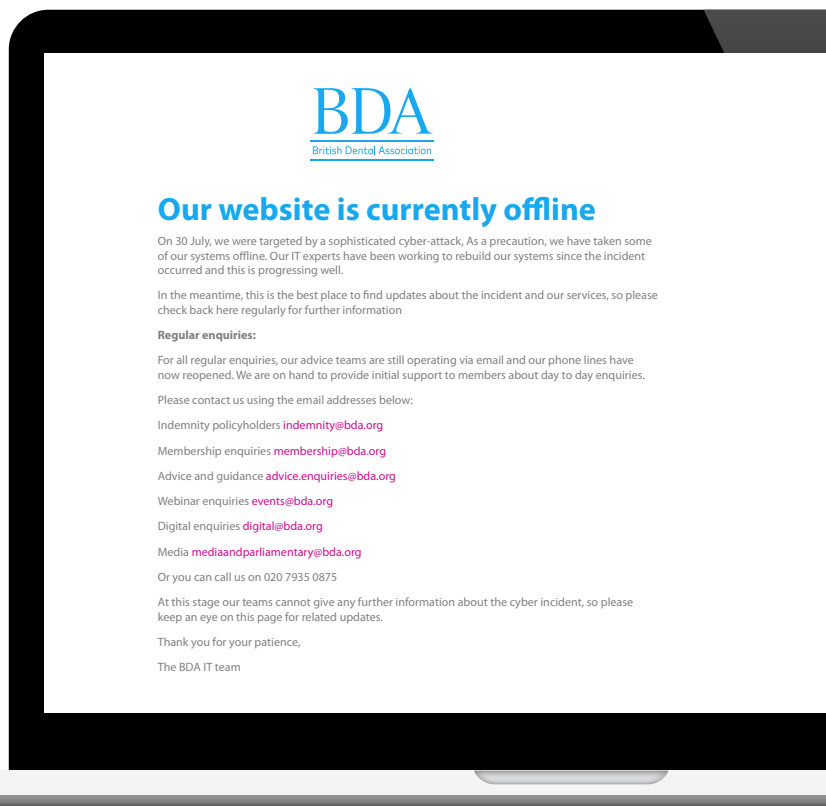 BDA
British Dental Association
Our website is currently offline
On 30 July, we were targeted by a sophisticated cyber-attack, As a precaution, we have taken some
of our systems offline. Our IT experts have been working to rebuild our systems since the incident
occurred and this is progressing well.
In the meantime, this is the best place to find updates about the incident and our services, so please
check back here regularly for further information
Regular enquiries:
For all regular enquiries, our advice teams are still operating via email and our phone lines have
now reopened. We are on hand to provide initial support to members about day to day enquiries.
Please contact us using the email addresses below:
Indemnity policyholders indemnity@bda.org
Membership enquiries membership@bda.org
Advice and guidance advice.enquiries@bda.org
Webinar enquiries events@bda.org
Digital enquiries digital@bda.org
Media mediaandparliamentary@bda.org
Or you can call us on 020 7935 0875
At this stage our teams cannot give any further information about the cyber incident, so please
keep an eye on this page for related updates.
Thank you for your patience,
The BDA IT team